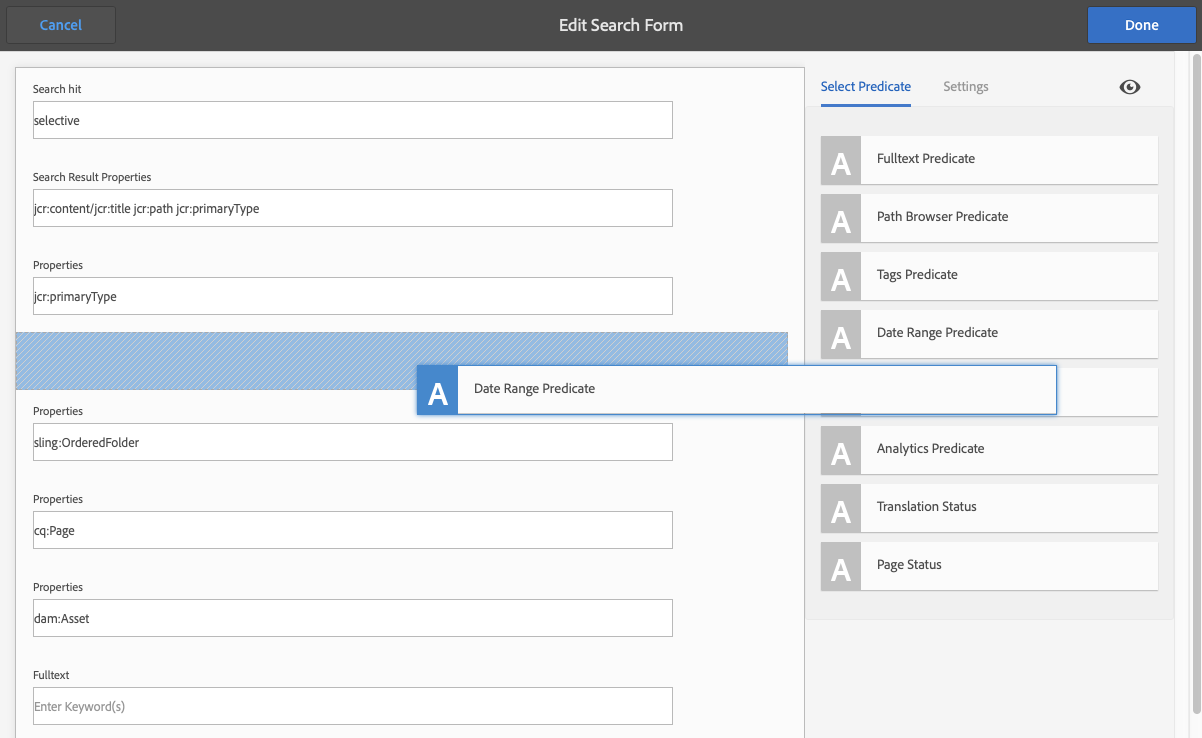 Cancel
Edit Search Form
Done
Search hit
selective
Search Result Properties
jcr:content/jcr:title jcr:path jcr:primaryType
Properties
jcr:primaryType
Properties
sling:OrderedFolder
Properties
cq:Page
Properties
dam:Asset
Fulltext
Enter Keyword(s)
Select Predicate
Settings
A
Fulltext Predicate
A
Path Browser Predicate
A
Tags Predicate
A
Date Range Predicate
A
Date Range Predicate
A
Analytics Predicate
A
Translation Status
A
Page Status